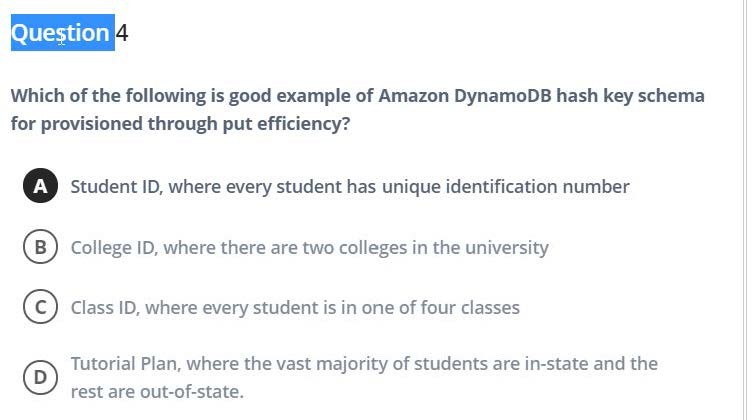 Question 4
Which of the following is good example of Amazon DynamoDB hash key schema
for provisioned through put efficiency?
A Student ID, where every student has unique identification number
B College ID, where there are two colleges in the university
C Class ID, where every student is in one of four classes
D Tutorial Plan, where the vast majority of students are in-state and the
rest are out-of-state.